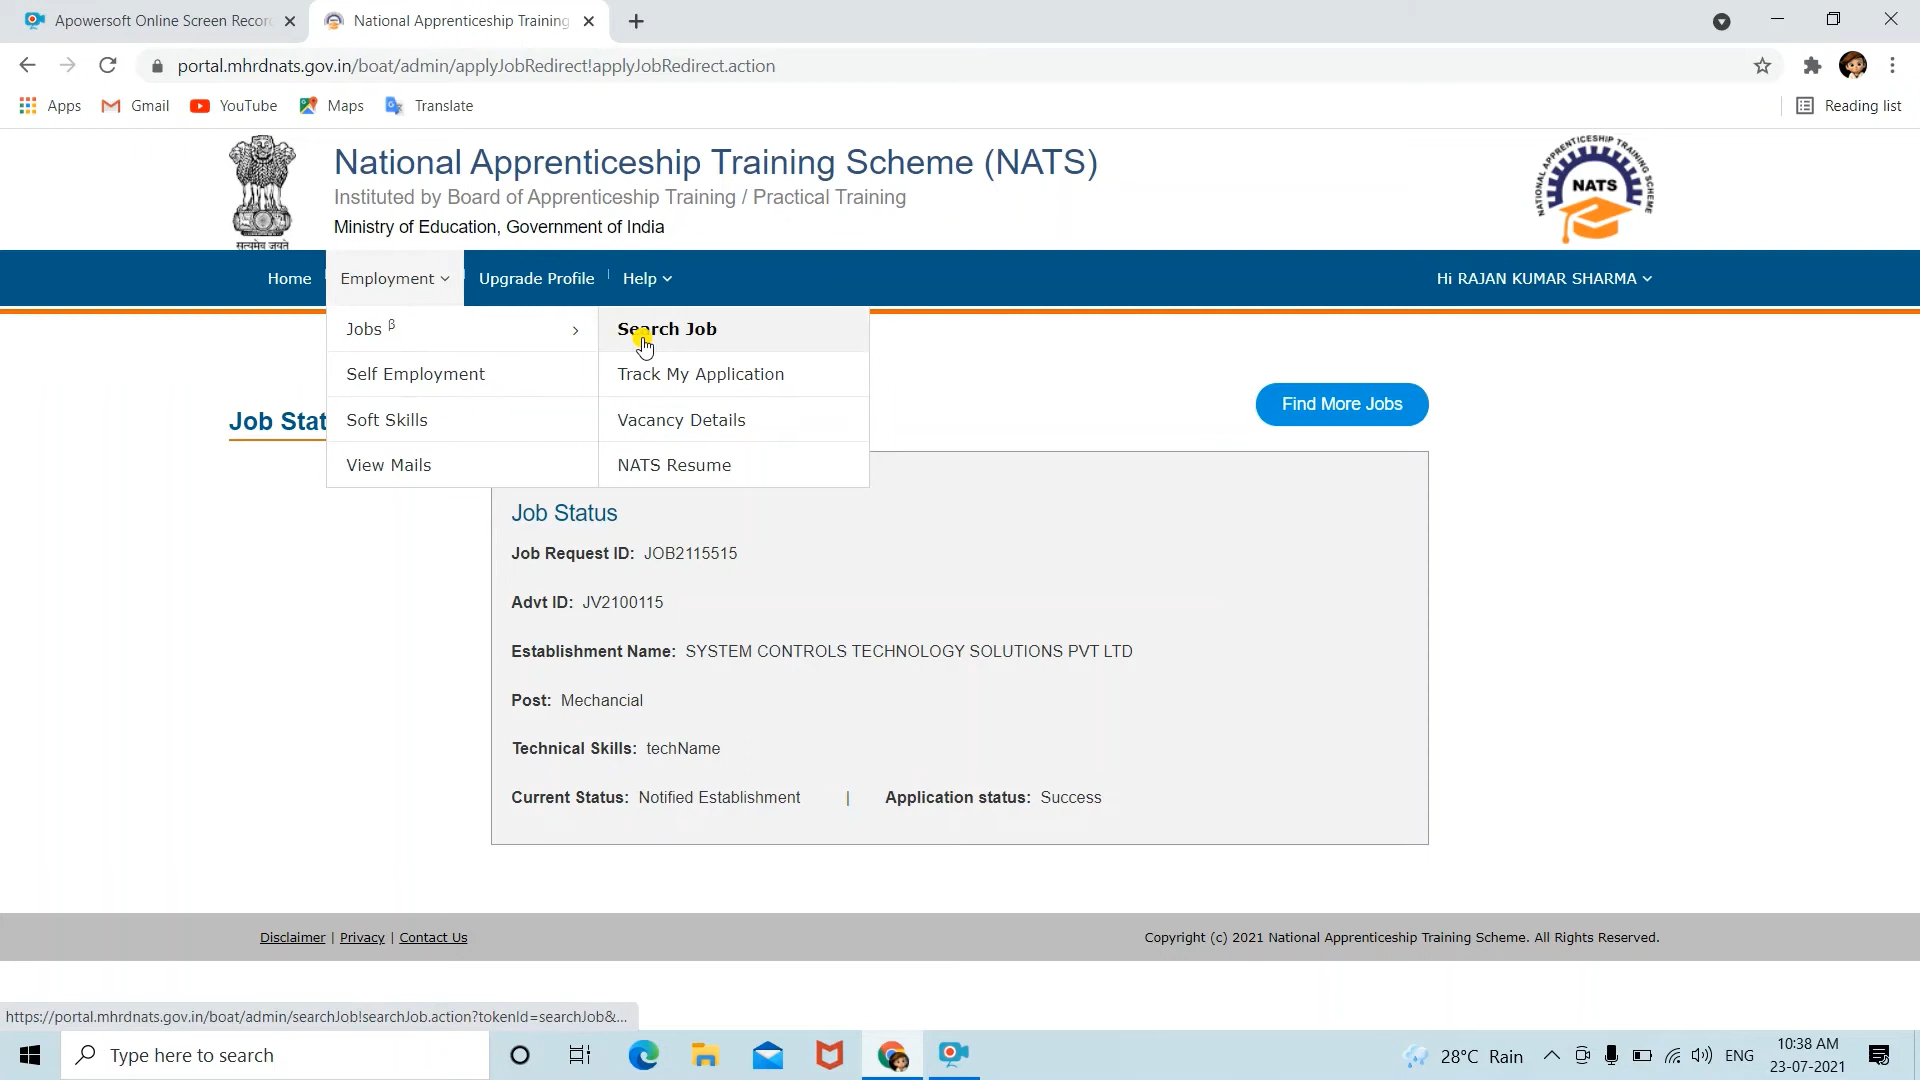 Apowersoft Online Screen Recor
National Apprenticeship Training
portal.mhrdnats.gov.in/boat/admin/applyJobRedirect!applyJobRedirect.action
Apps
Gmail
YouTube
Maps
Translate
Reading list
सत्यमेव जयते
National Apprenticeship Training Scheme (NATS)
Instituted by Board of Apprenticeship Training / Practical Training
Ministry of Education, Government of India
NATIONAL APPRENTICESHIP TRAINING SCHEME
NATS
Home
Employment
Upgrade Profile
Help
Hi RAJAN KUMAR SHARMA
Jobs β
Self Employment
Soft Skills
View Mails
Search Job
Track My Application
Vacancy Details
NATS Resume
Job Stat
Find More Jobs
Job Status
Job Request ID: JOB2115515
Advt ID: JV2100115
Establishment Name: SYSTEM CONTROLS TECHNOLOGY SOLUTIONS PVT LTD
Post: Mechancial
Technical Skills: techName
Current Status: Notified Establishment | Application status: Success
Disclaimer | Privacy | Contact Us
Copyright (c) 2021 National Apprenticeship Training Scheme. All Rights Reserved.
https://portal.mhrdnats.gov.in/boat/admin/searchJob!searchJob.action?tokenId=searchJob&...
Type here to search
28°C Rain
ENG
10:38 AM
23-07-2021